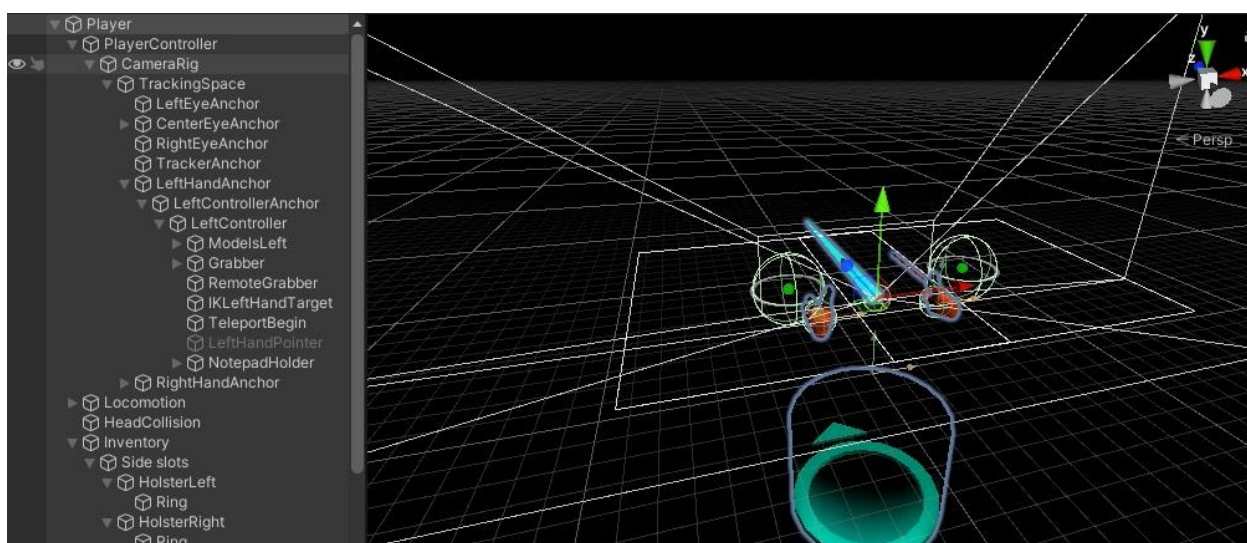 Player
PlayerController
CameraRig
TrackingSpace
LeftEyeAnchor
CenterEyeAnchor
RightEyeAnchor
TrackerAnchor
LeftHandAnchor
LeftControllerAnchor
LeftController
ModelsLeft
Grabber
RemoteGrabber
IKLeftHandTarget
TeleportBegin
LeftHandPointer
NotepadHolder
RightHandAnchor
Locomotion
HeadCollision
Inventory
Side slots
HolsterLeft
Ring
HolsterRight
Ring
y
z
x
< Persp